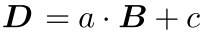 D = a · B + c